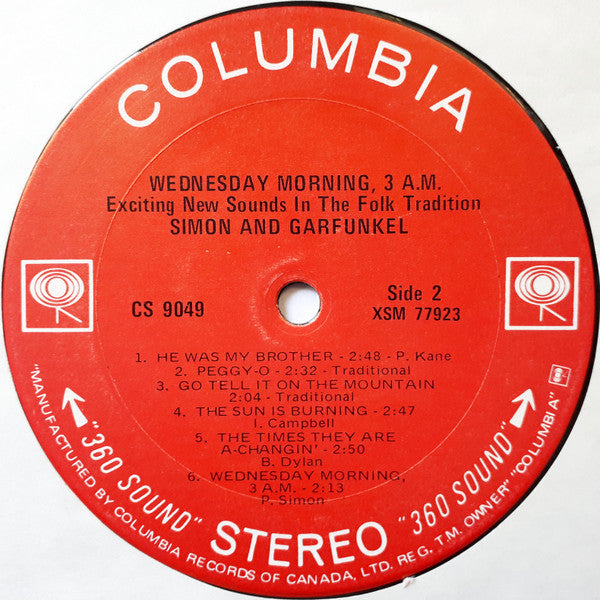 COLUMBIA
WEDNESDAY MORNING, 3 A.M.
Exciting New Sounds In The Folk Tradition
SIMON AND GARFUNKEL
CS 9049
Side 2
XSM 77923
1. HE WAS MY BROTHER - 2:48 - P. Kane
2. PEGGY-O - 2:32 - Traditional
3. GO TELL IT ON THE MOUNTAIN
2:04 - Traditional
4. THE SUN IS BURNING - 2:47
I. Campbell
5. THE TIMES THEY ARE
A-CHANGIN' - 2:50
B. Dylan
6. WEDNESDAY MORNING,
3 A.M. - 2:13
P. Simon
"360 SOUND" STEREO "360 SOUND"
"MANUFACTURED BY COLUMBIA RECORDS OF CANADA, LTD. REG. T.M. OWNER" "COLUMBIA"